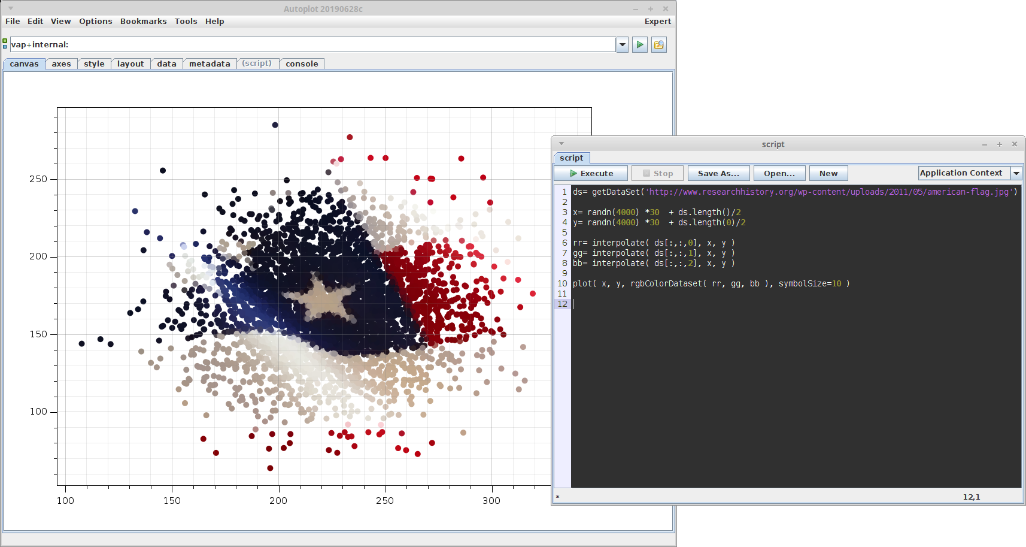 Autoplot 20190628c
File Edit View Options Bookmarks Tools Help Expert
vap+internal:
canvas axes style layout data metadata (script) console
250
200
150
100
100 150 200 250 300
script
script
Execute Stop Save As... Open... New Application Context
1 ds= getDataSet('http://www.researchhistory.org/wp-content/uploads/2011/05/american-flag.jpg')
2
3 x= randn(4000) *30  + ds.length()/2
4 y= randn(4000) *30  + ds.length(0)/2
5
6 rr= interpolate( ds[:,:,0], x, y )
7 gg= interpolate( ds[:,:,1], x, y )
8 bb= interpolate( ds[:,:,2], x, y )
9
10 plot( x, y, rgbColorDataset( rr, gg, bb ), symbolSize=10 )
11
12
12,1